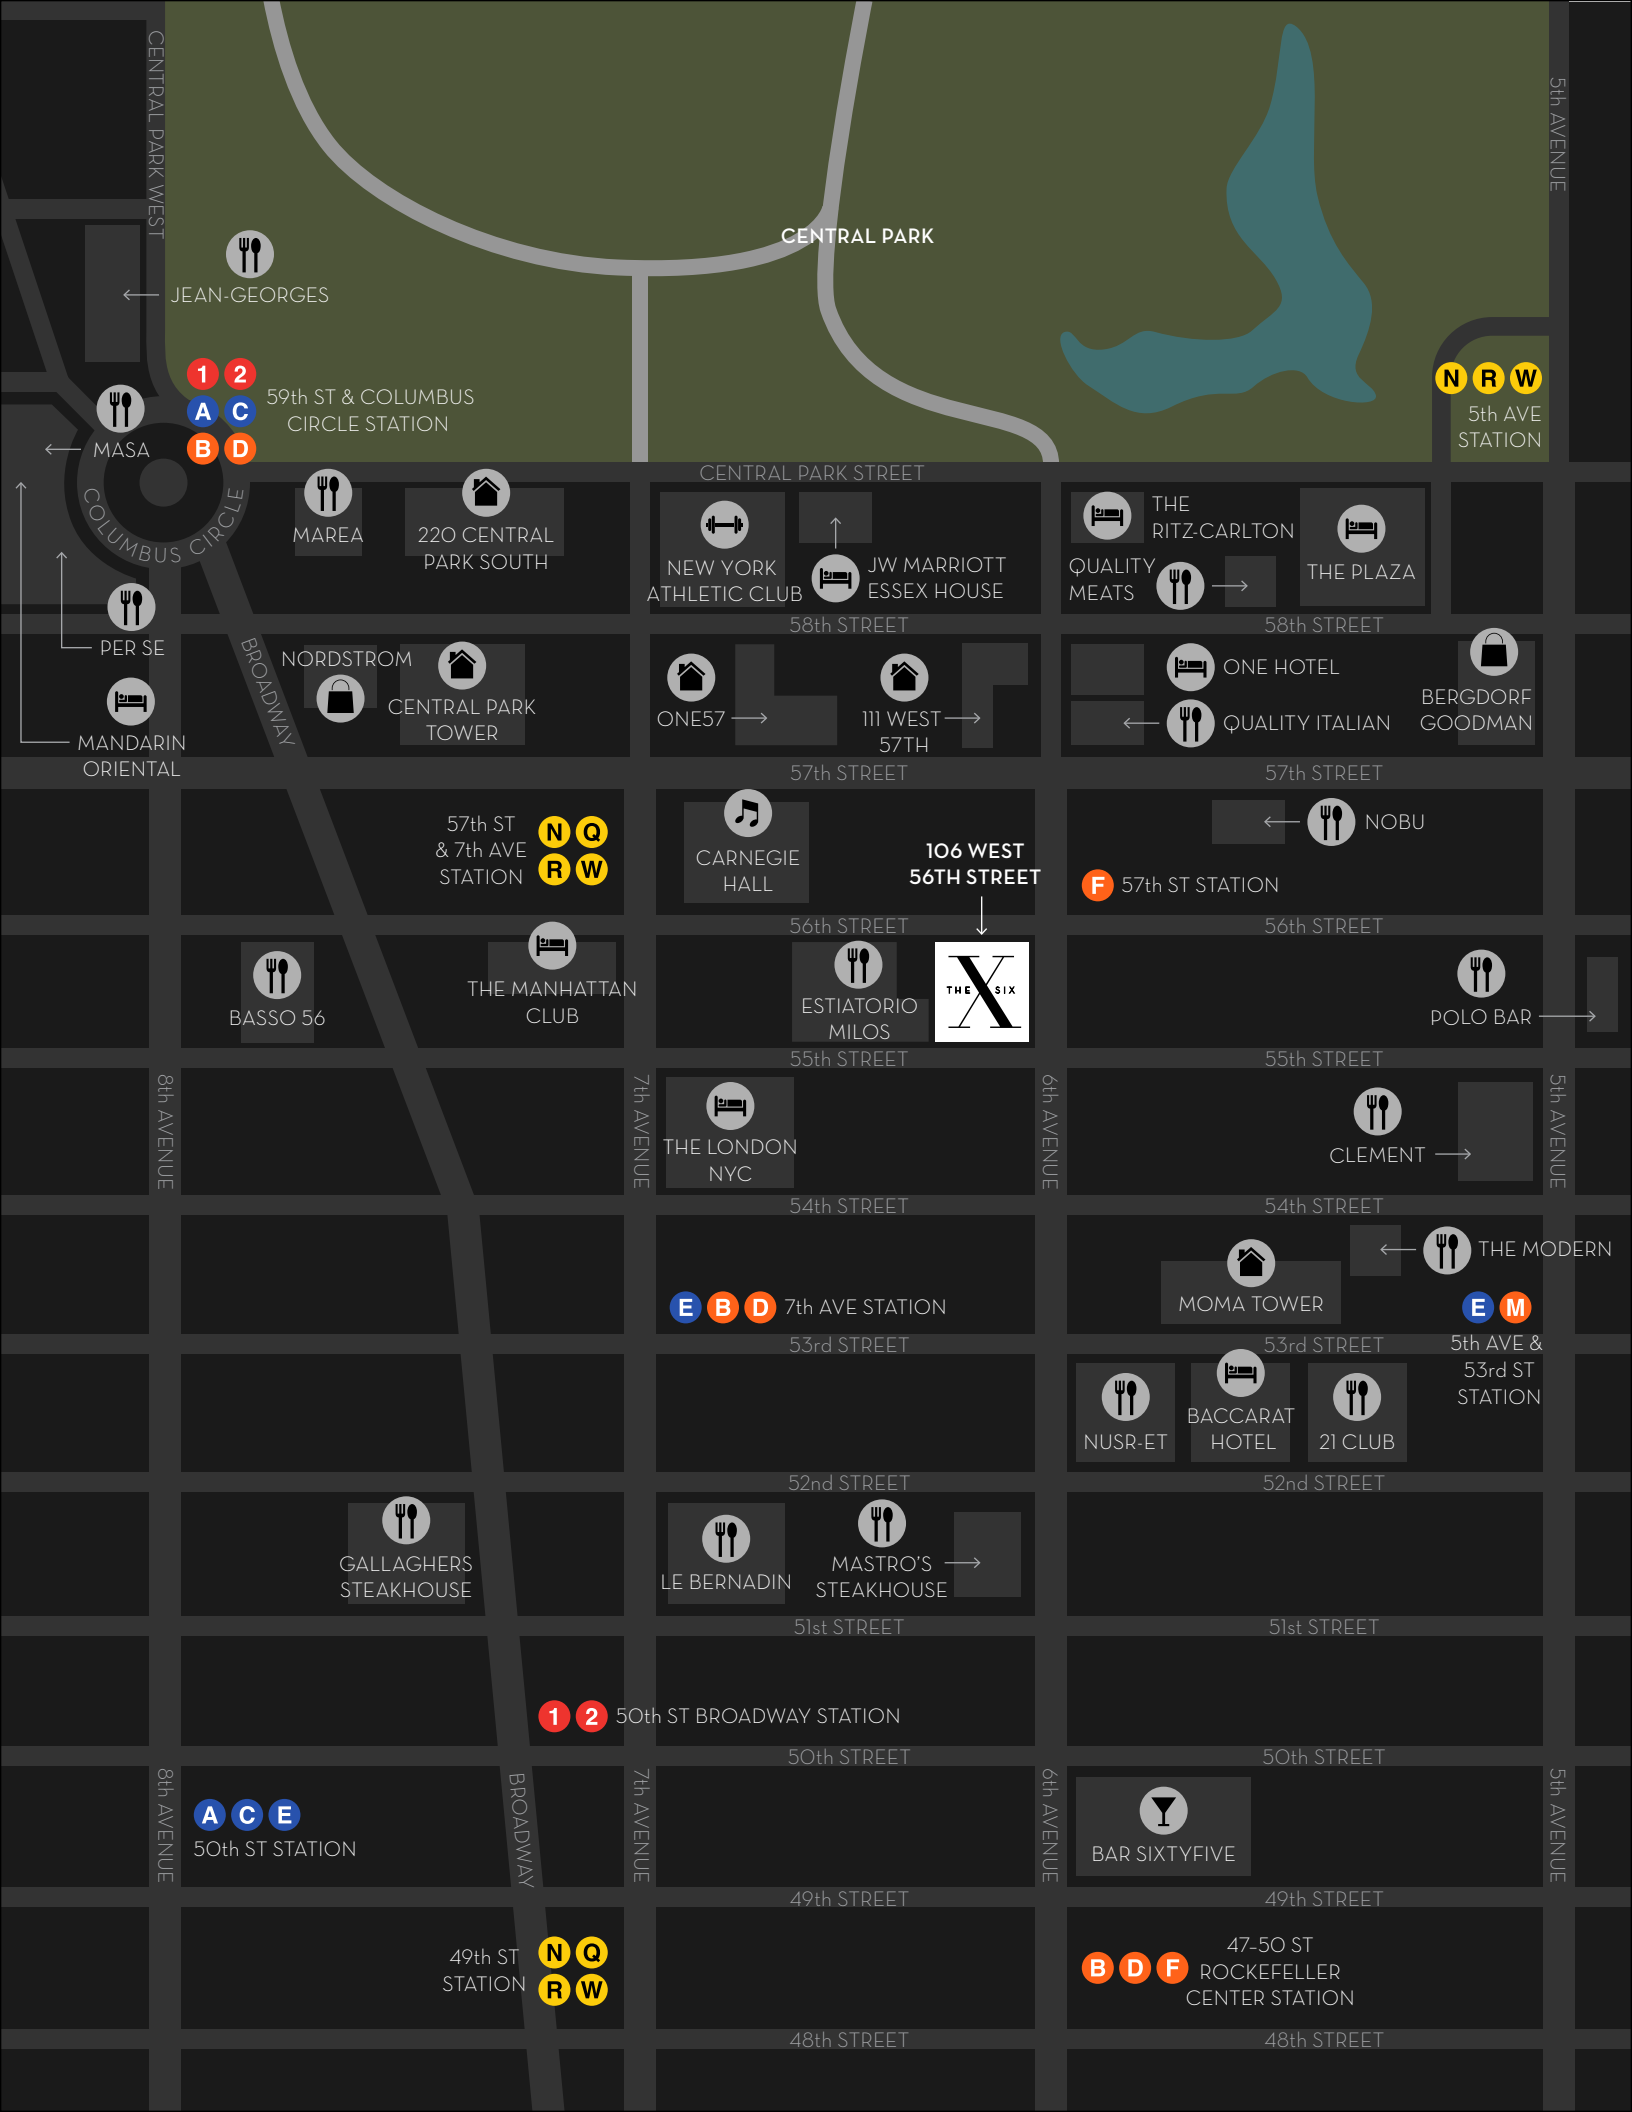 CENTRAL PARK WEST
5th AVENUE
CENTRAL PARK
JEAN-GEORGES
1 2
A C
B D
59th ST & COLUMBUS
CIRCLE STATION
N R W
5th AVE
STATION
MASA
COLUMBUS CIRCLE
CENTRAL PARK STREET
MAREA
220 CENTRAL
PARK SOUTH
NEW YORK
ATHLETIC CLUB
JW MARRIOTT
ESSEX HOUSE
THE
RITZ-CARLTON
QUALITY
MEATS
THE PLAZA
58th STREET
58th STREET
PER SE
MANDARIN
ORIENTAL
BROADWAY
NORDSTROM
CENTRAL PARK
TOWER
ONE57
111 WEST
57TH
ONE HOTEL
QUALITY ITALIAN
BERGDORF
GOODMAN
57th STREET
57th STREET
57th ST
& 7th AVE
STATION
N Q
R W
CARNEGIE
HALL
106 WEST
56TH STREET
NOBU
F
57th ST STATION
56th STREET
56th STREET
BASSO 56
THE MANHATTAN
CLUB
ESTIATORIO
MILOS
THE X SIX
POLO BAR
55th STREET
55th STREET
8th AVENUE
7th AVENUE
6th AVENUE
5th AVENUE
THE LONDON
NYC
CLEMENT
54th STREET
54th STREET
E B D
7th AVE STATION
MOMA TOWER
THE MODERN
E M
5th AVE &
53rd ST
STATION
53rd STREET
53rd STREET
NUSR-ET
BACCARAT
HOTEL
21 CLUB
52nd STREET
52nd STREET
GALLAGHERS
STEAKHOUSE
LE BERNADIN
MASTRO'S
STEAKHOUSE
51st STREET
51st STREET
1 2
50th ST BROADWAY STATION
50th STREET
50th STREET
8th AVENUE
BROADWAY
7th AVENUE
6th AVENUE
5th AVENUE
A C E
50th ST STATION
BAR SIXTYFIVE
49th STREET
49th STREET
49th ST
STATION
N Q
R W
B D F
47–50 ST
ROCKEFELLER
CENTER STATION
48th STREET
48th STREET